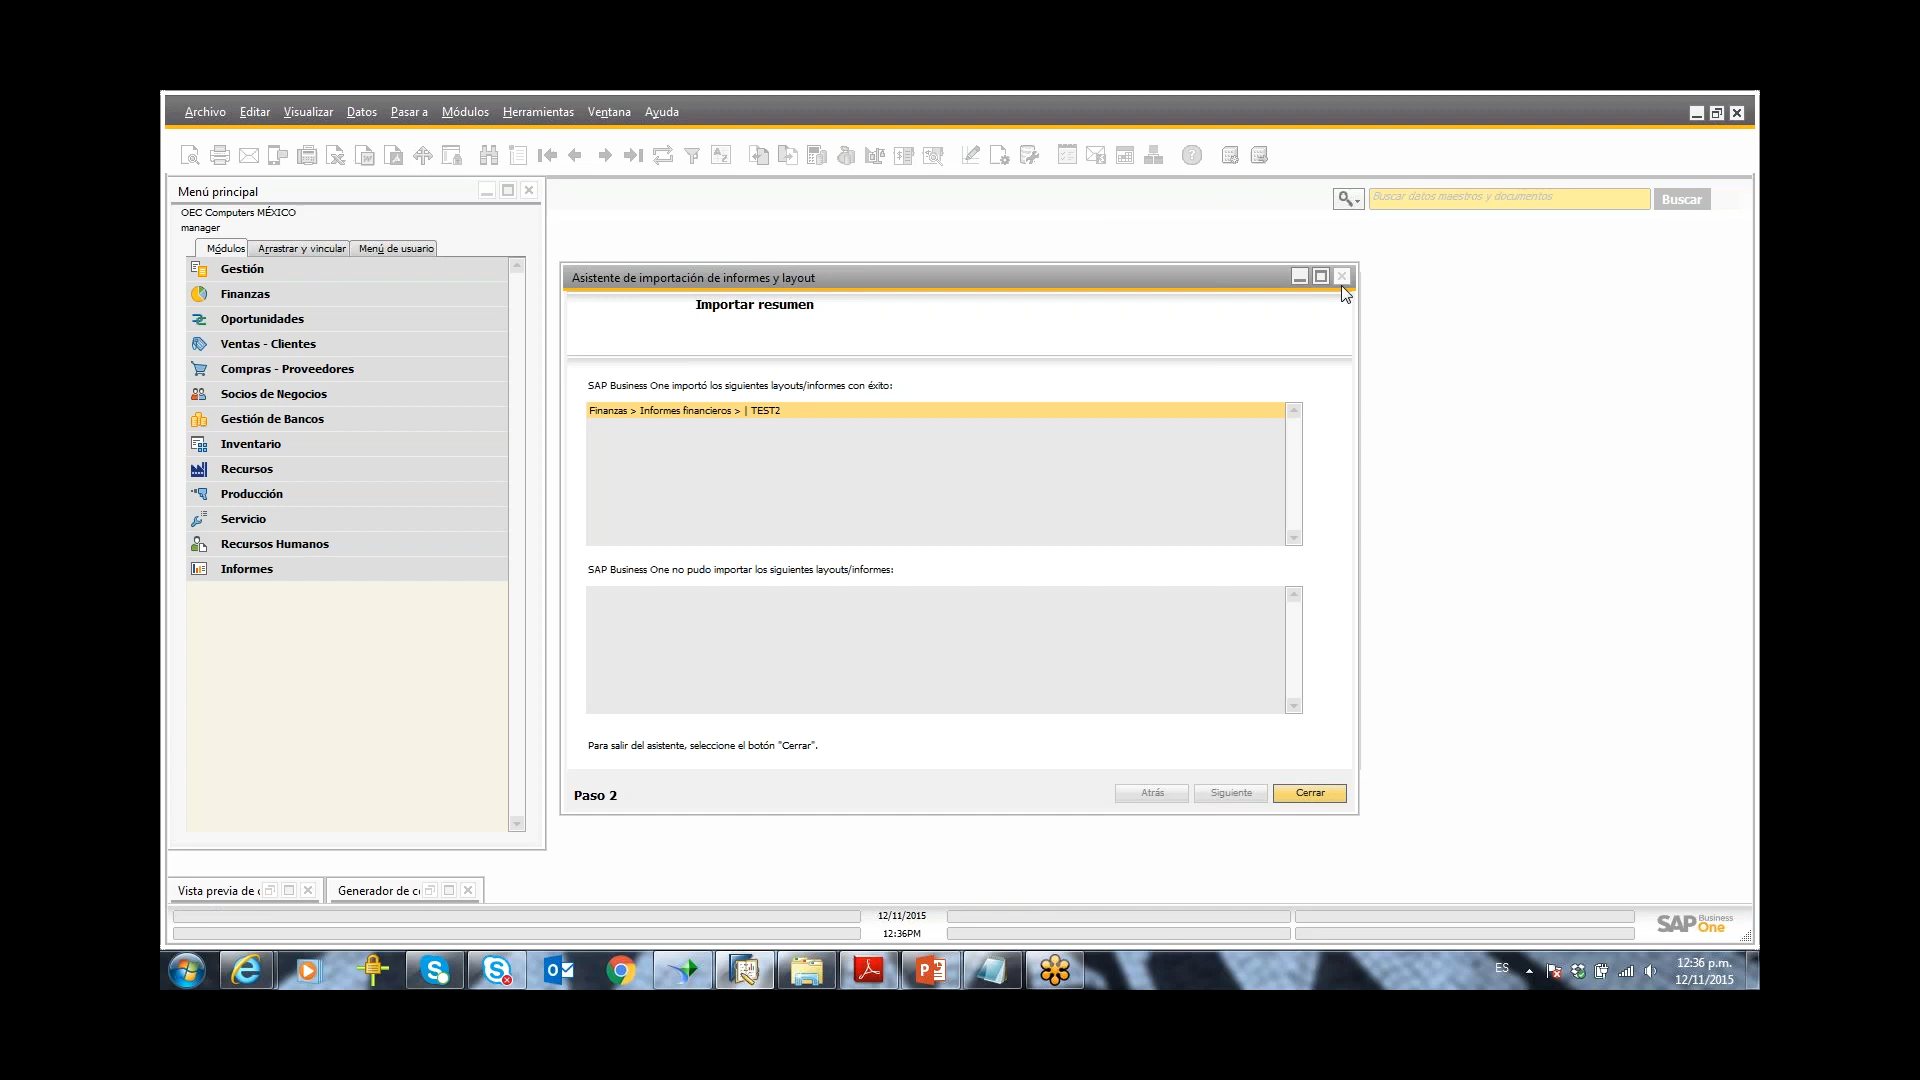 Archivo Editar Visualizar Datos Pasar a Módulos Herramientas Ventana Ayuda
Menú principal
OEC Computers MÉXICO
manager
Módulos Arrastrar y vincular Menú de usuario
Gestión
Finanzas
Oportunidades
Ventas - Clientes
Compras - Proveedores
Socios de Negocios
Gestión de Bancos
Inventario
Recursos
Producción
Servicio
Recursos Humanos
Informes
Buscar datos maestros y documentos Buscar
Asistente de importación de informes y layout
Importar resumen
SAP Business One importó los siguientes layouts/informes con éxito:
Finanzas > Informes financieros > | TEST2
SAP Business One no pudo importar los siguientes layouts/informes:
Para salir del asistente, seleccione el botón "Cerrar".
Paso 2 Atrás Siguiente Cerrar
Vista previa de c Generador de c
12/11/2015
12:36PM
SAP Business One
ES
12:36 p.m.
12/11/2015